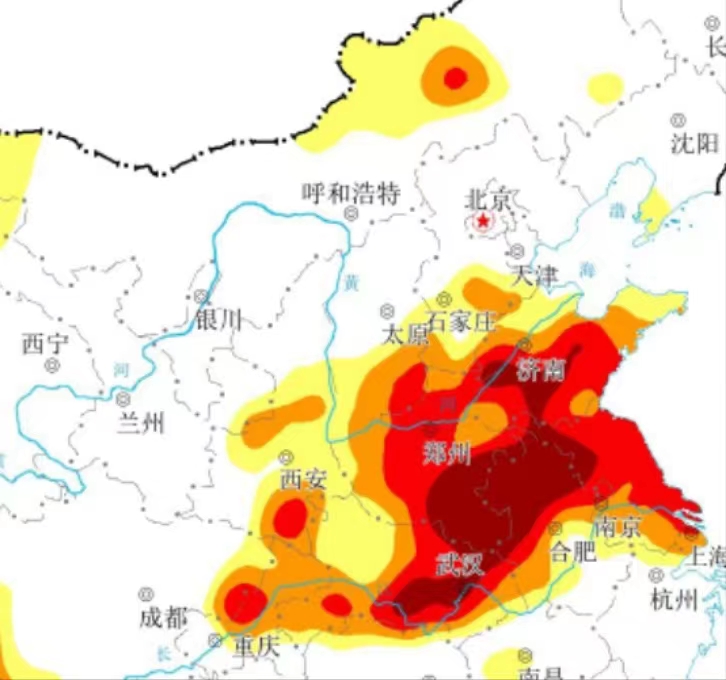 长
沈阳
呼和浩特
北京
渤
天津
海
黄
银川
石家庄
太原
西宁
河
济南
兰州
河
郑州
西安
南京
合肥
武汉
上海
长
成都
杭州
重庆
长
南昌